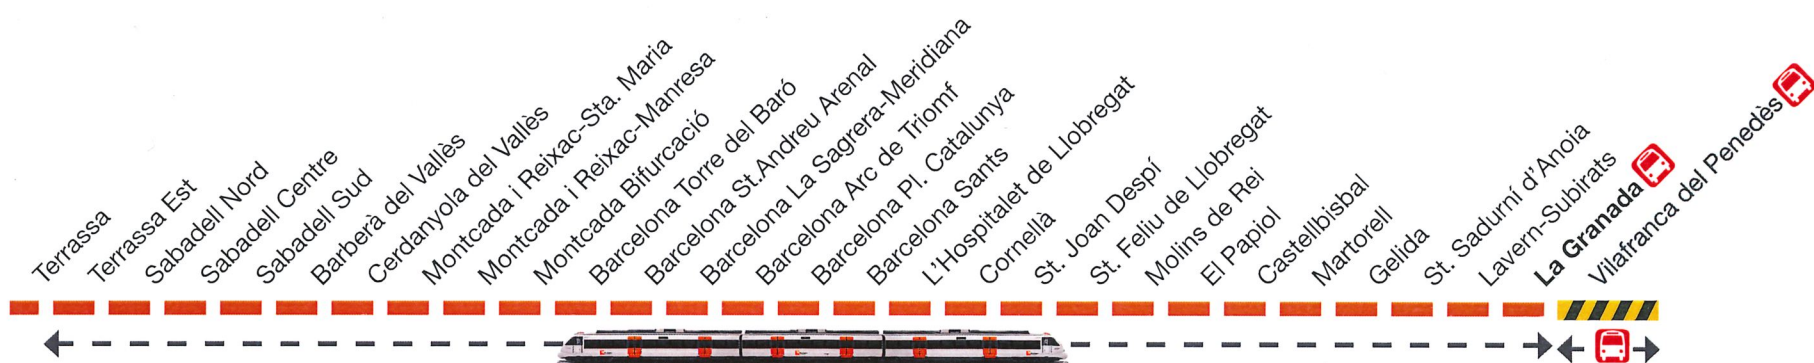 Terrassa
Terrassa Est
Sabadell Nord
Sabadell Centre
Sabadell Sud
Barberà del Vallès
Cerdanyola del Vallès
Montcada i Reixac-Sta. Maria
Montcada i Reixac-Manresa
Montcada Bifurcació
Barcelona Torre del Baró
Barcelona St.Andreu Arenal
Barcelona La Sagrera-Meridiana
Barcelona Arc de Triomf
Barcelona Pl. Catalunya
Barcelona Sants
L'Hospitalet de Llobregat
Cornellà
St. Joan Despí
St. Feliu de Llobregat
Molins de Rei
El Papiol
Castellbisbal
Martorell
Gelida
St. Sadurní d'Anoia
Lavern-Subirats
La Granada
Vilafranca del Penedès